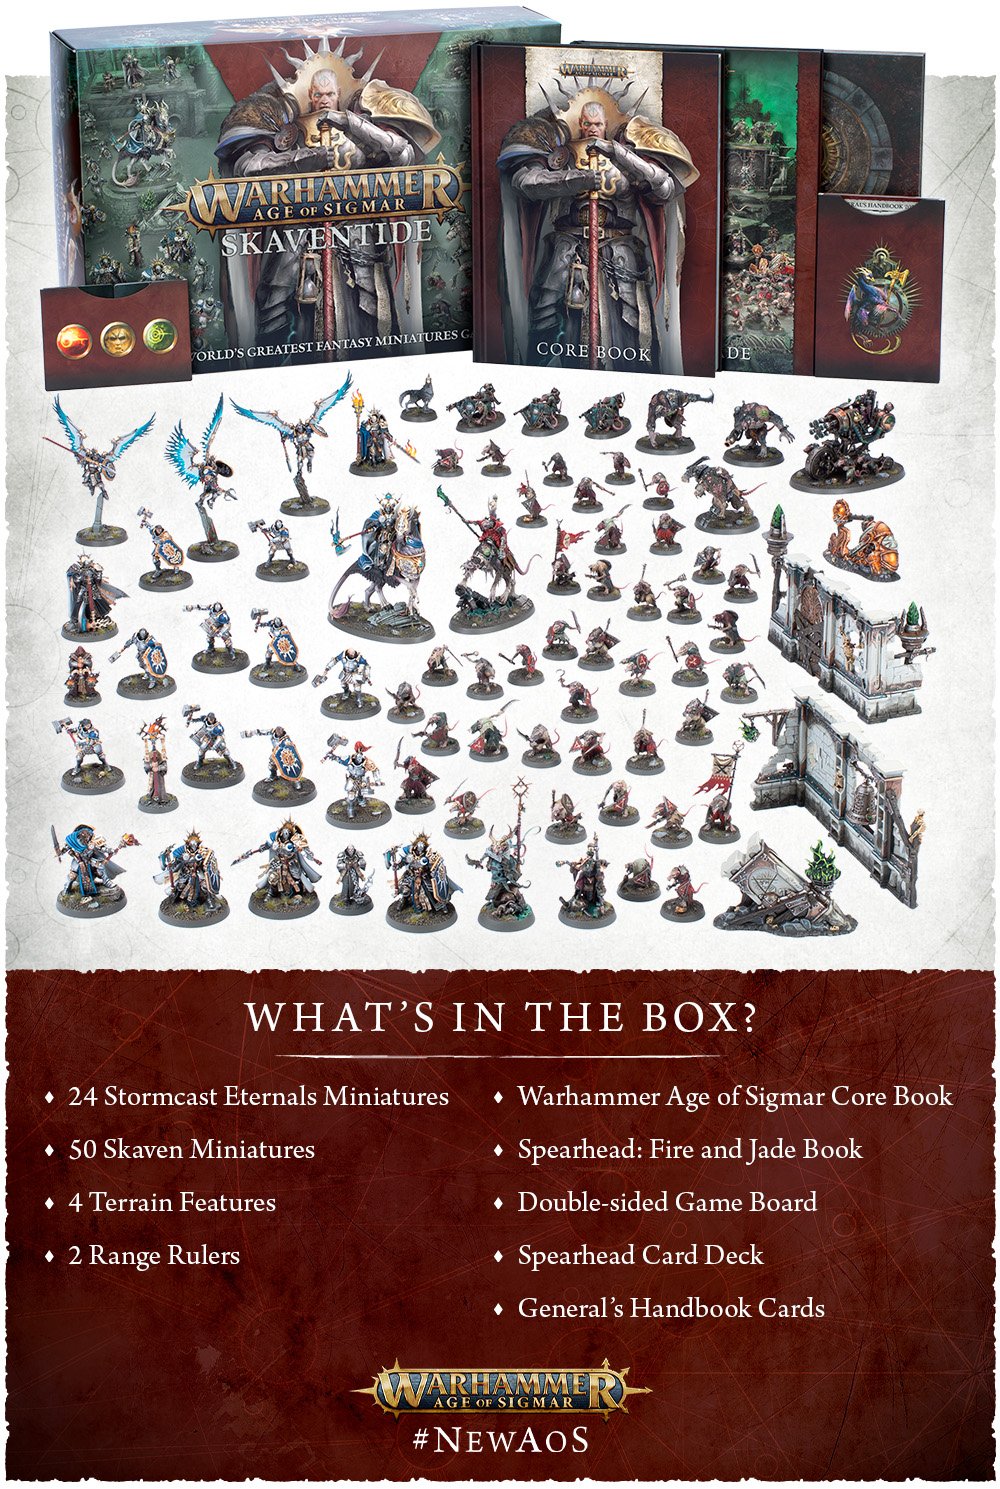 WARHAMMER
AGE OF SIGMAR
SKAVENTIDE
WORLD'S GREATEST FANTASY MINIATURES
WARHAMMER
CORE BOOK
HANDBOOK
WHAT'S IN THE BOX?
24 Stormcast Eternals Miniatures
50 Skaven Miniatures
4 Terrain Features
2 Range Rulers
Warhammer Age of Sigmar Core Book
Spearhead: Fire and Jade Book
Double-sided Game Board
Spearhead Card Deck
General's Handbook Cards
WARHAMMER
AGE OF SIGMAR
#NEWAOS